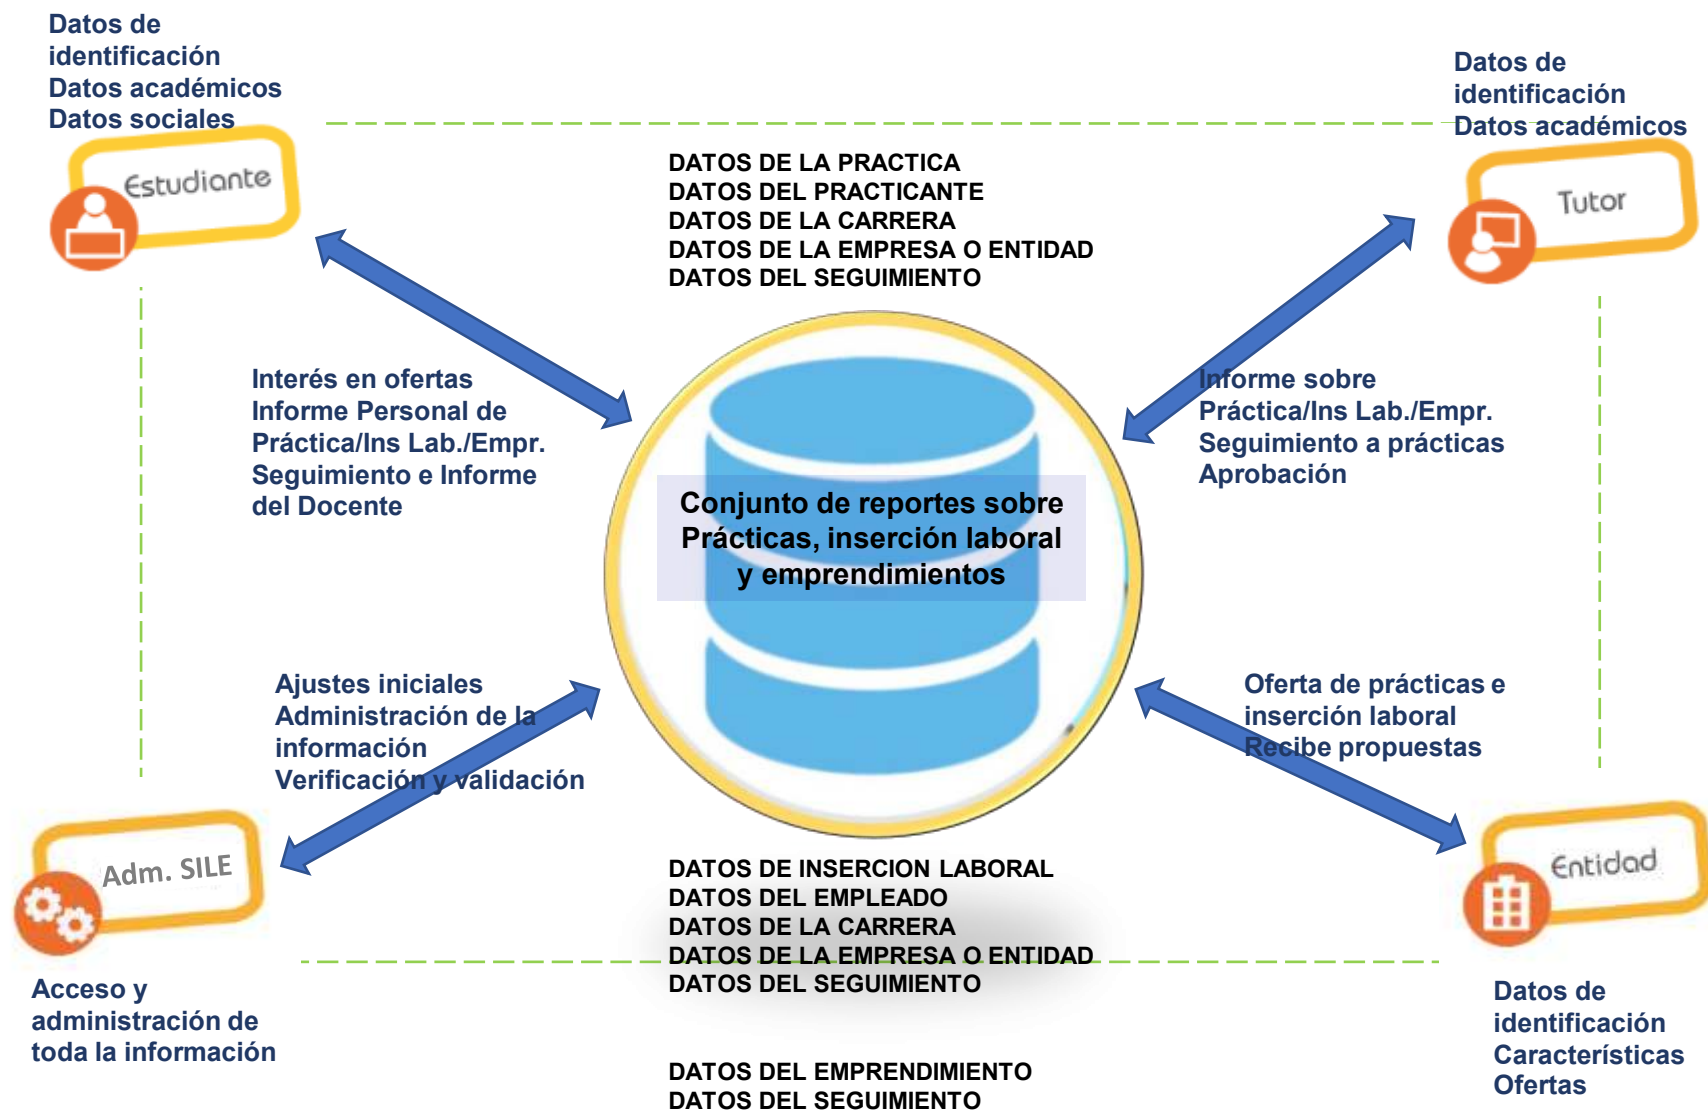 Datos de
identificación
Datos académicos
Datos sociales
Estudiante
Datos de
identificación
Datos académicos
Tutor
DATOS DE LA PRACTICA
DATOS DEL PRACTICANTE
DATOS DE LA CARRERA
DATOS DE LA EMPRESA O ENTIDAD
DATOS DEL SEGUIMIENTO
Interés en ofertas
Informe Personal de
Práctica/Ins Lab./Empr.
Seguimiento e Informe
del Docente
Informe sobre
Práctica/Ins Lab./Empr.
Seguimiento a prácticas
Aprobación
Conjunto de reportes sobre
Prácticas, inserción laboral
y emprendimientos
Ajustes iniciales
Administración de la
información
Verificación y validación
Oferta de prácticas e
inserción laboral
Recibe propuestas
Adm. SILE
Acceso y
administración de
toda la información
DATOS DE INSERCION LABORAL
DATOS DEL EMPLEADO
DATOS DE LA CARRERA
DATOS DE LA EMPRESA O ENTIDAD
DATOS DEL SEGUIMIENTO
Entidad
Datos de
identificación
Características
Ofertas
DATOS DEL EMPRENDIMIENTO
DATOS DEL SEGUIMIENTO